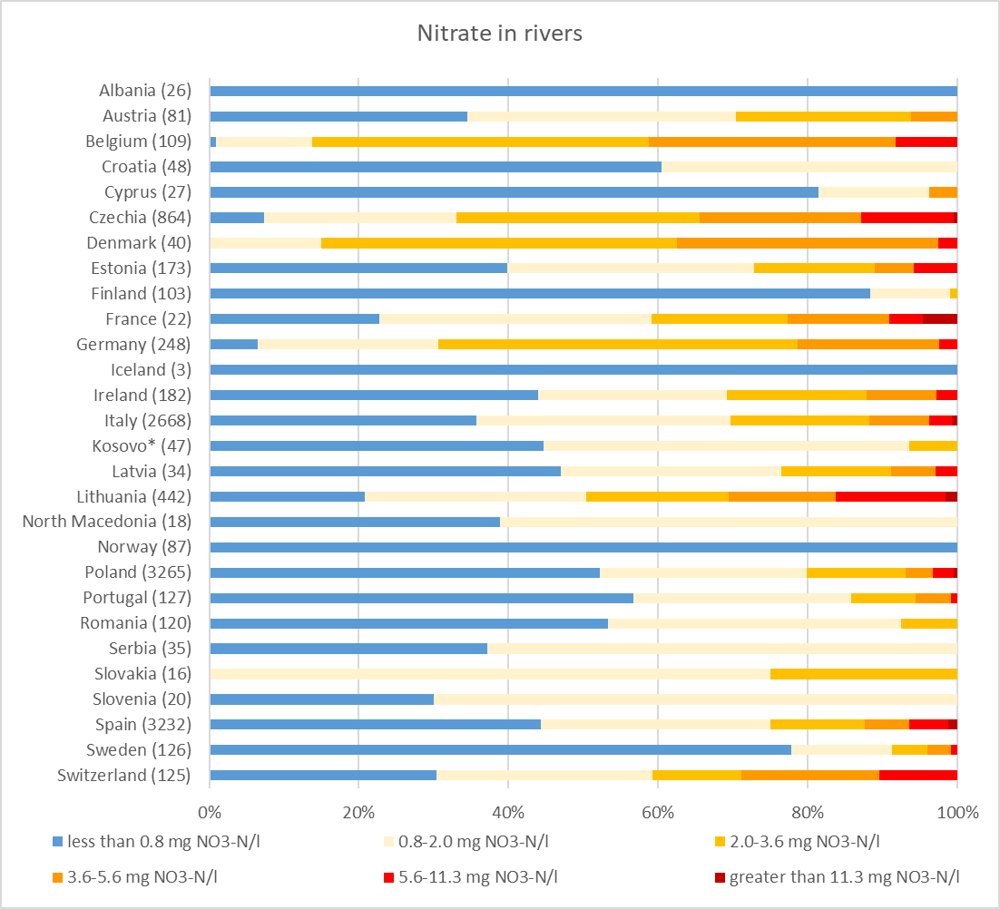 Nitrate in rivers
Albania (26)
Austria (81)
Belgium (109)
Croatia (48)
Cyprus (27)
Czechia (864)
Denmark (40)
Estonia (173)
Finland (103)
France (22)
Germany (248)
Iceland (3)
Ireland (182)
Italy (2668)
Kosovo* (47)
Latvia (34)
Lithuania (442)
North Macedonia (18)
Norway (87)
Poland (3265)
Portugal (127)
Romania (120)
Serbia (35)
Slovakia (16)
Slovenia (20)
Spain (3232)
Sweden (126)
Switzerland (125)
0% 20% 40% 60% 80% 100%
less than 0.8 mg NO3-N/l 0.8-2.0 mg NO3-N/l 2.0-3.6 mg NO3-N/l
3.6-5.6 mg NO3-N/l 5.6-11.3 mg NO3-N/l greater than 11.3 mg NO3-N/l